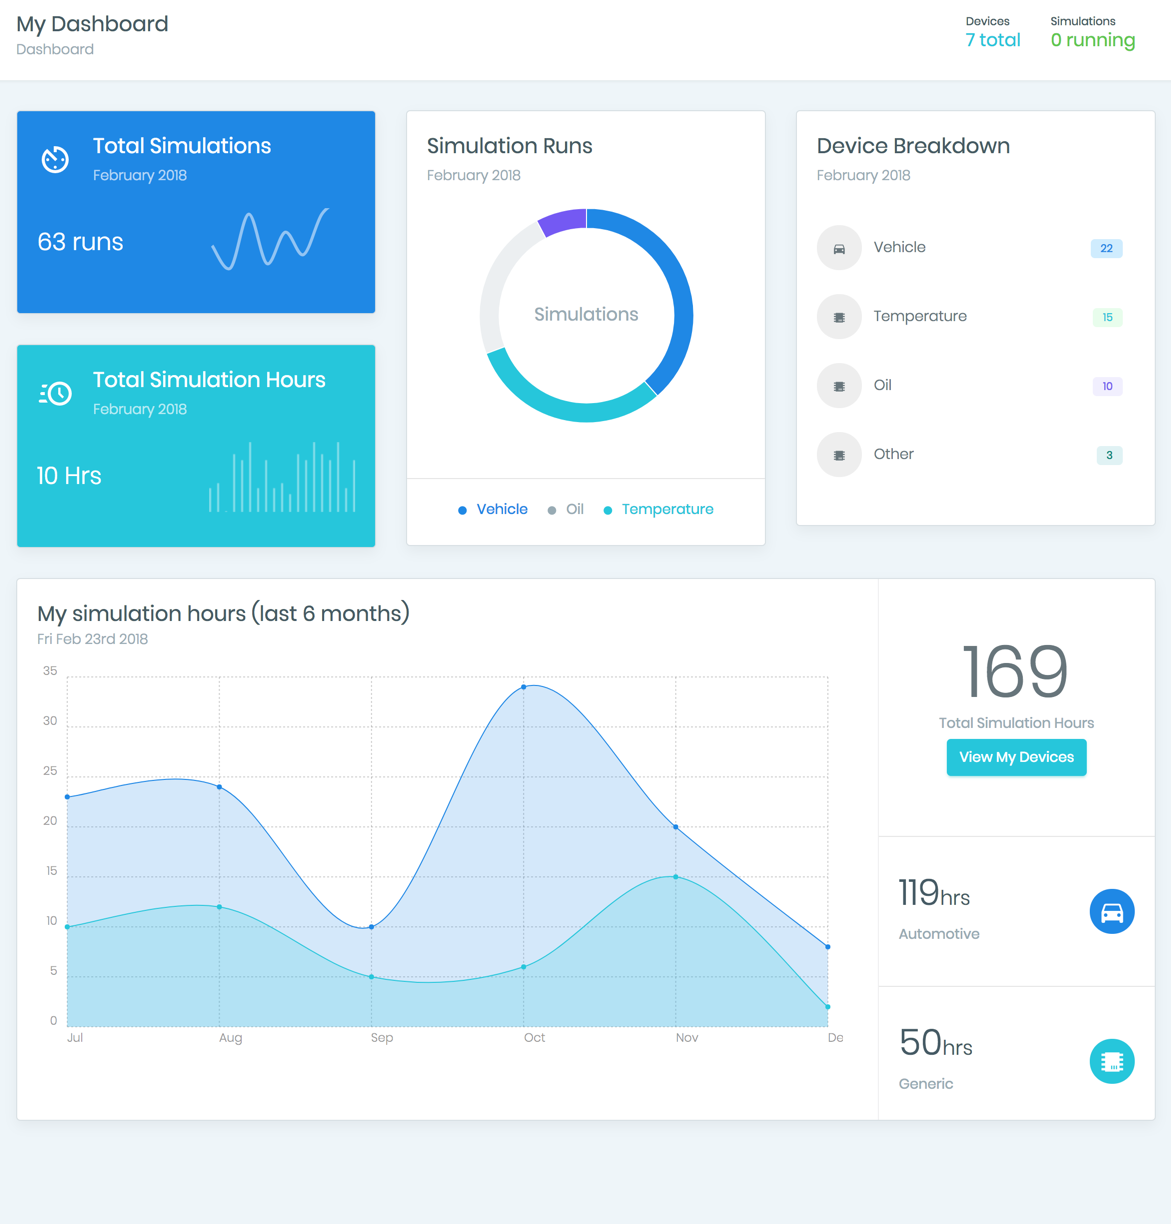 My Dashboard
Dashboard
Devices
7 total
Simulations
0 running
Total Simulations
February 2018
63 runs
Total Simulation Hours
February 2018
10 Hrs
Simulation Runs
February 2018
Simulations
Vehicle
Oil
Temperature
Device Breakdown
February 2018
Vehicle
22
Temperature
15
Oil
10
Other
3
My simulation hours (last 6 months)
Fri Feb 23rd 2018
35
30
25
20
15
10
5
0
Jul
Aug
Sep
Oct
Nov
De
169
Total Simulation Hours
View My Devices
119hrs
Automotive
50hrs
Generic